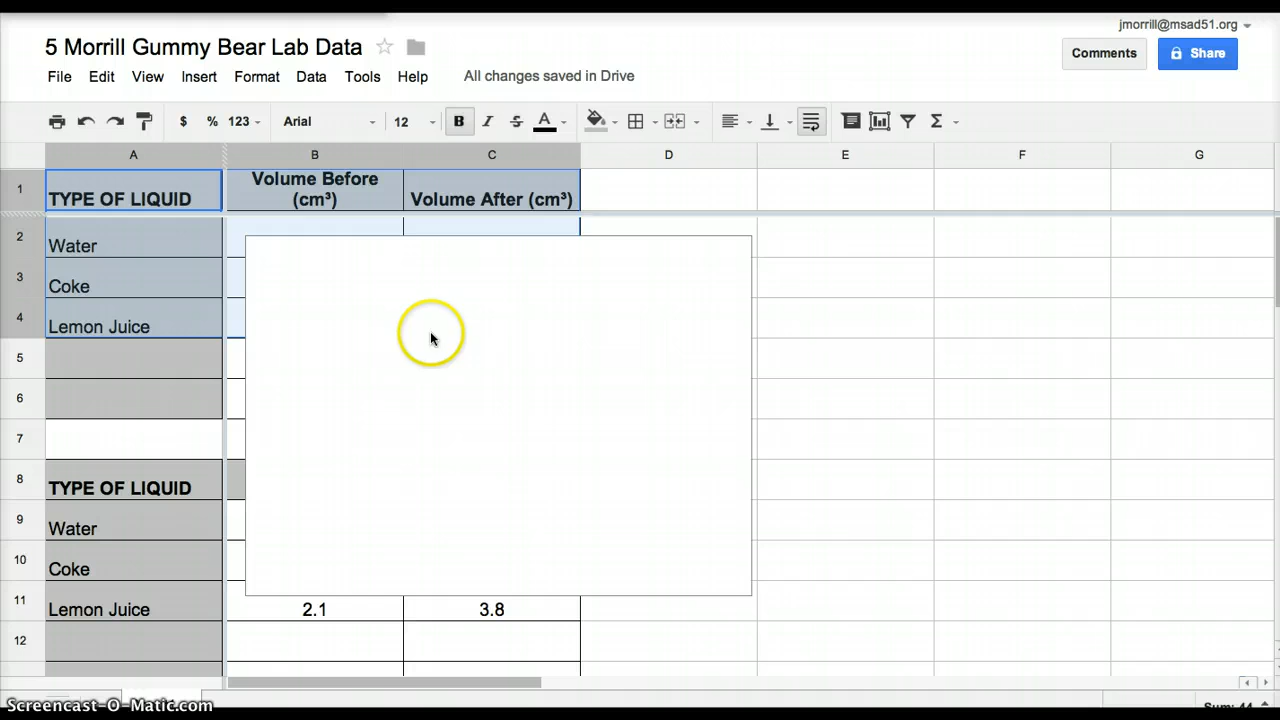 jmorrill@msad51.org
5 Morrill Gummy Bear Lab Data
Comments
Share
File Edit View Insert Format Data Tools Help All changes saved in Drive
$ % 123 Arial 12 B I S A Σ
A B C D E F G
1 TYPE OF LIQUID Volume Before (cm³) Volume After (cm³)
2 Water
3 Coke
4 Lemon Juice
5
6
7
8 TYPE OF LIQUID
9 Water
10 Coke
11 Lemon Juice 2.1 3.8
12
Screencast-O-Matic.com
Sum: 44